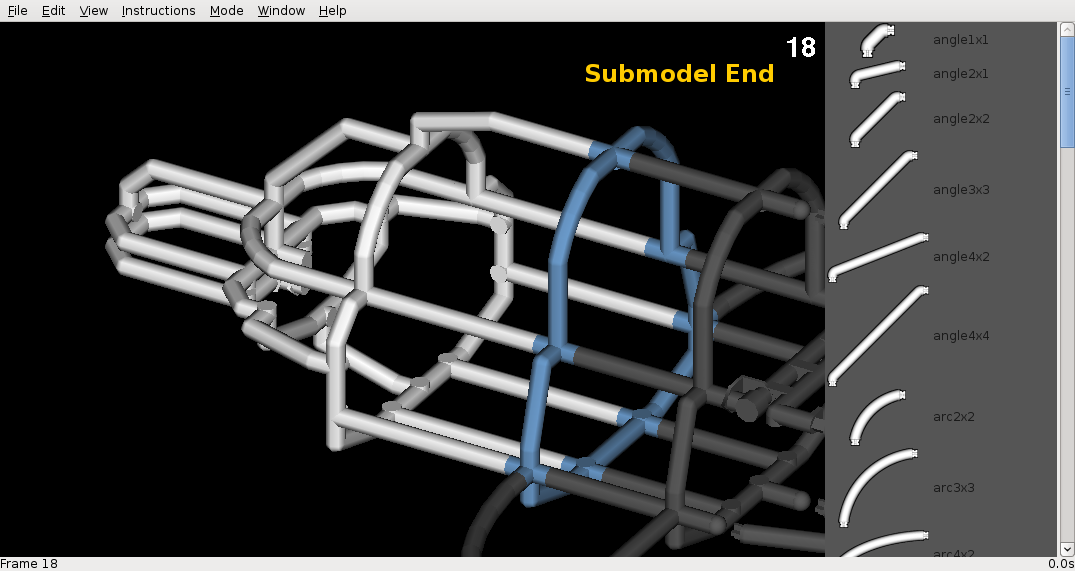 File Edit View Instructions Mode Window Help
18
Submodel End
angle1x1
angle2x1
angle2x2
angle3x3
angle4x2
angle4x4
arc2x2
arc3x3
arc4x2
Frame 18
0.0s